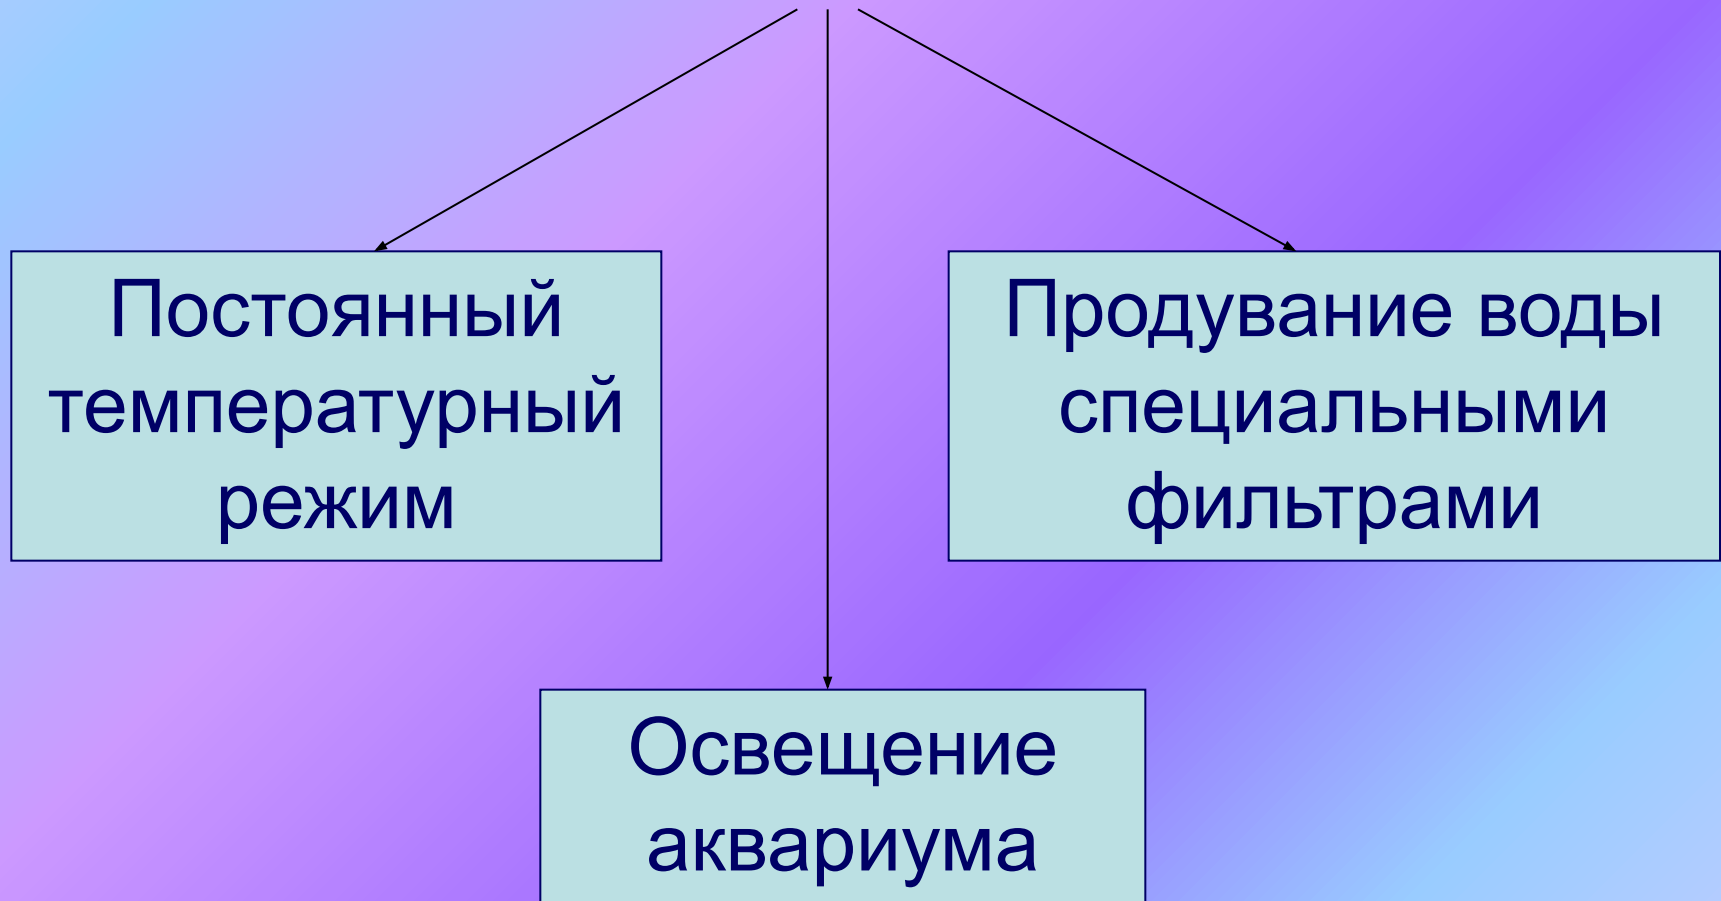 Постоянный
температурный
режим
Продувание воды
специальными
фильтрами
Освещение
аквариума